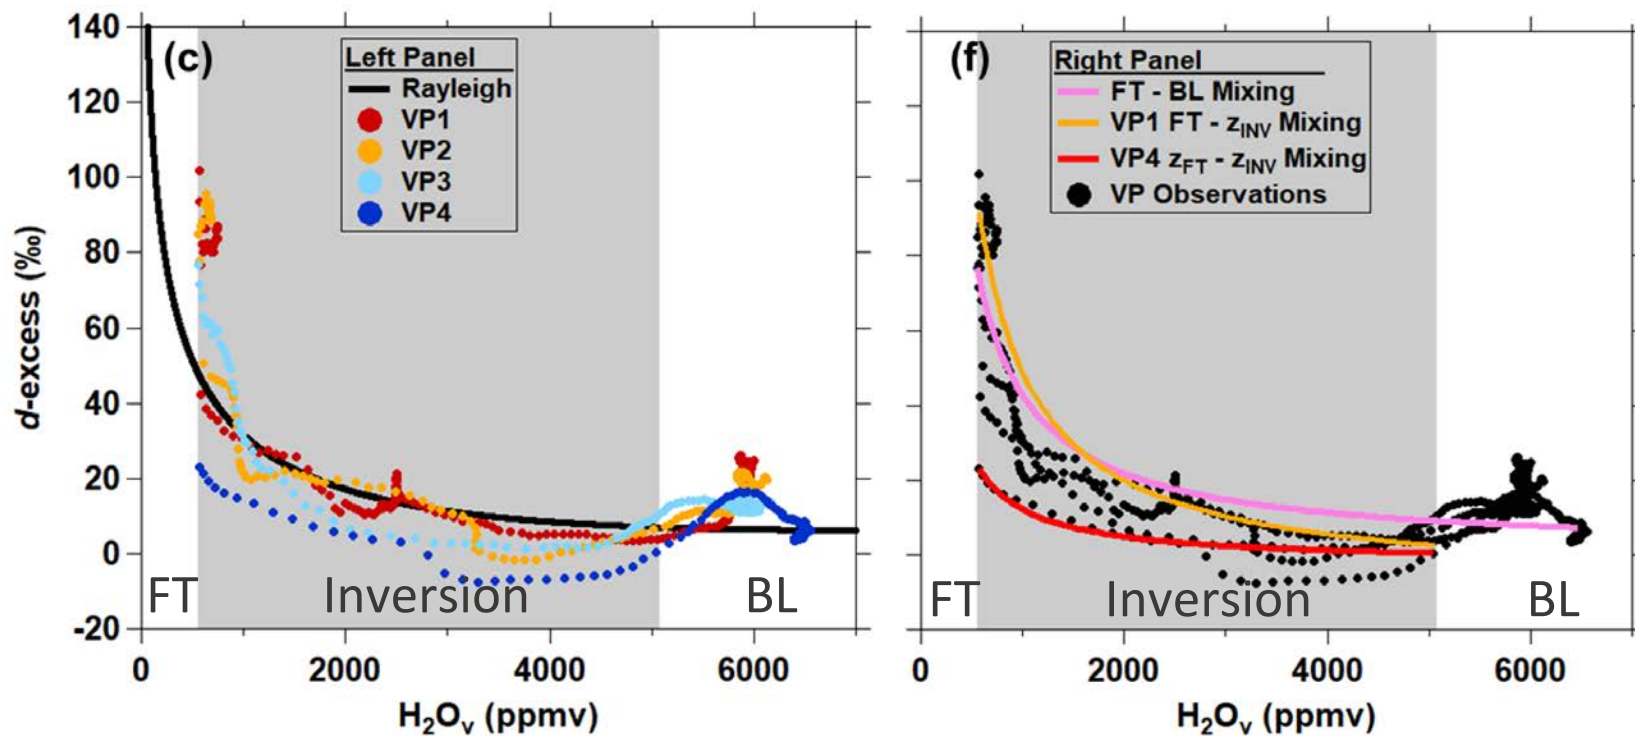 (c)
Left Panel
Rayleigh
VP1
VP2
VP3
VP4
140
120
100
80
60
40
20
0
-20
d-excess (‰)
FT
Inversion
BL
0
2000
4000
6000
H₂Oᵥ (ppmv)
(f)
Right Panel
FT - BL Mixing
VP1 FT - zINV Mixing
VP4 zFT - zINV Mixing
VP Observations
FT
Inversion
BL
0
2000
4000
6000
H₂Oᵥ (ppmv)